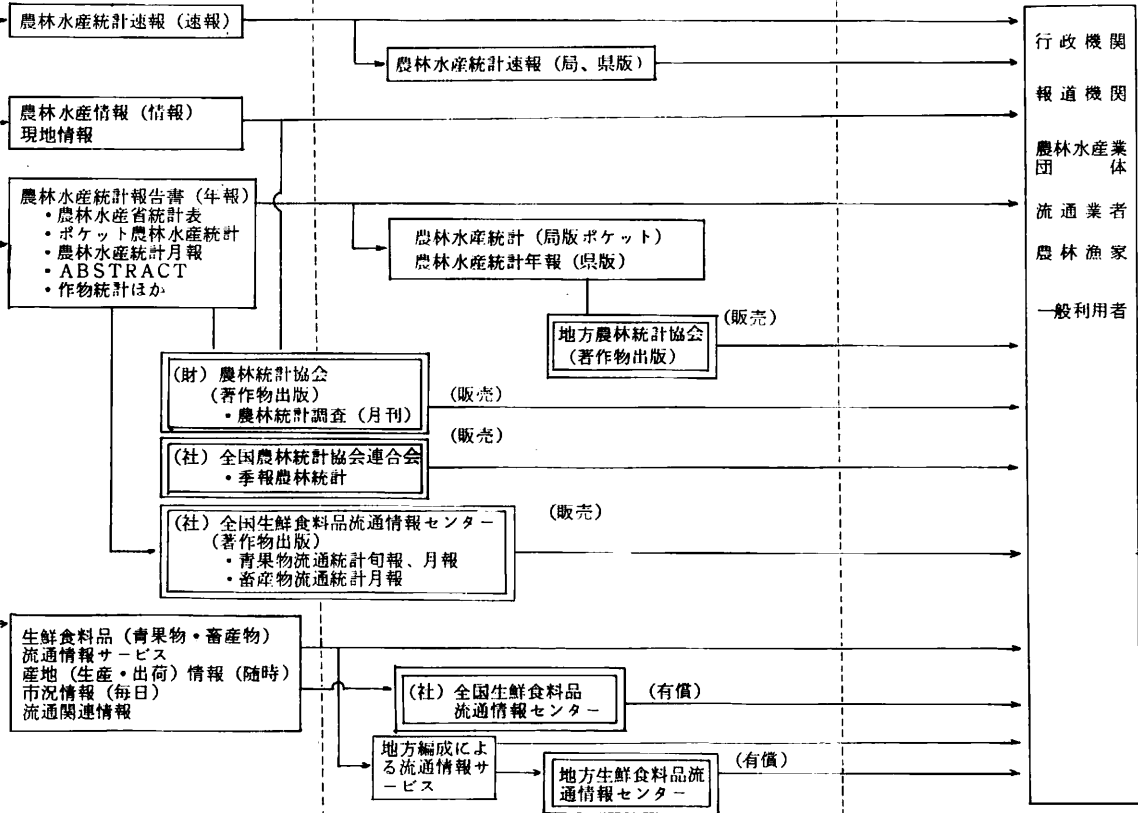 農林水産統計速報(速報)
農林水産統計速報(局、県版)
農林水産情報(情報)
現地情報
農林水産統計報告書(年報)
・農林水産省統計表
・ポケット農林水産統計
・農林水産統計月報
・ABSTRACT
・作物統計ほか
農林水産統計(局版ポケット)
農林水産統計年報(県版)
地方農林統計協会
(著作物出版)
(販売)
(財)農林統計協会
(著作物出版)
・農林統計調査(月刊)
(販売)
(社)全国農林統計協会連合会
・季報農林統計
(販売)
(社)全国生鮮食料品流通情報センター
(著作物出版)
・青果物流通統計旬報、月報
・畜産物流通統計月報
(販売)
生鮮食料品(青果物・畜産物)
流通情報サービス
産地(生産・出荷)情報(随時)
市況情報(毎日)
流通関連情報
(社)全国生鮮食料品
流通情報センター
(有償)
地方編成によ
る流通情報サ
ービス
地方生鮮食料品流
通情報センター
(有償)
行政機関
報道機関
農林水産業
団体
流通業者
農林漁家
一般利用者